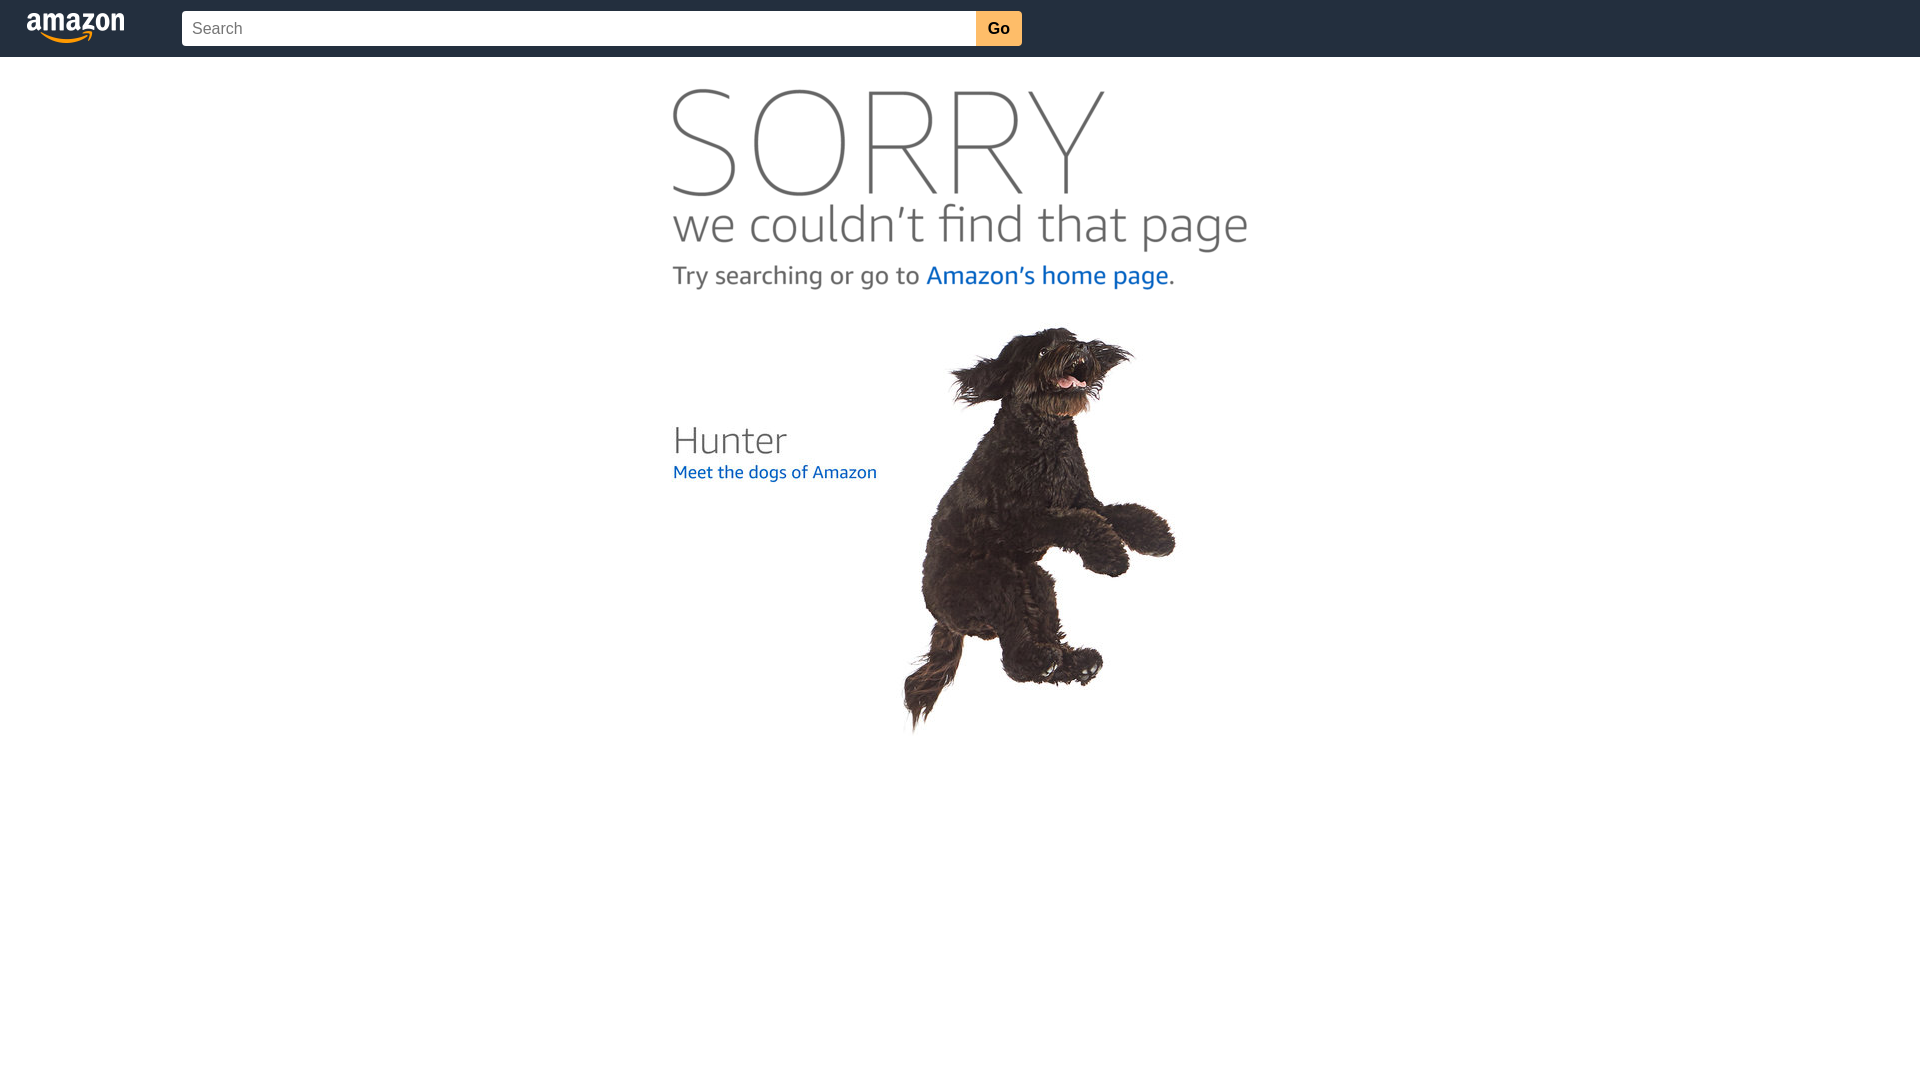 amazon
Search
Go
SORRY
we couldn't find that page
Try searching or go to Amazon's home page.
Hunter
Meet the dogs of Amazon